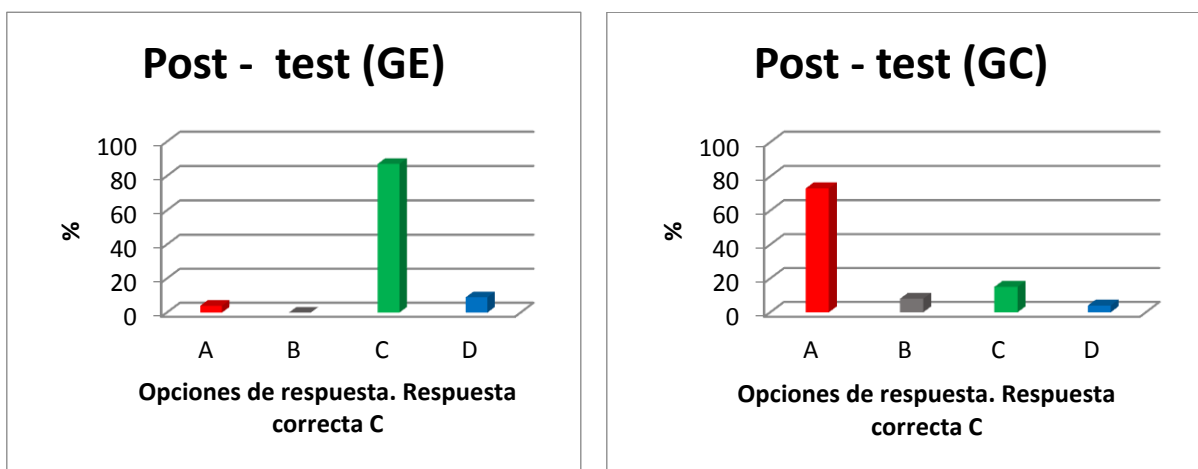 Post - test (GE)
100
80
60
40
20
0
%
A B C D
Opciones de respuesta. Respuesta
correcta C
Post - test (GC)
100
80
60
40
20
0
%
A B C D
Opciones de respuesta. Respuesta
correcta C